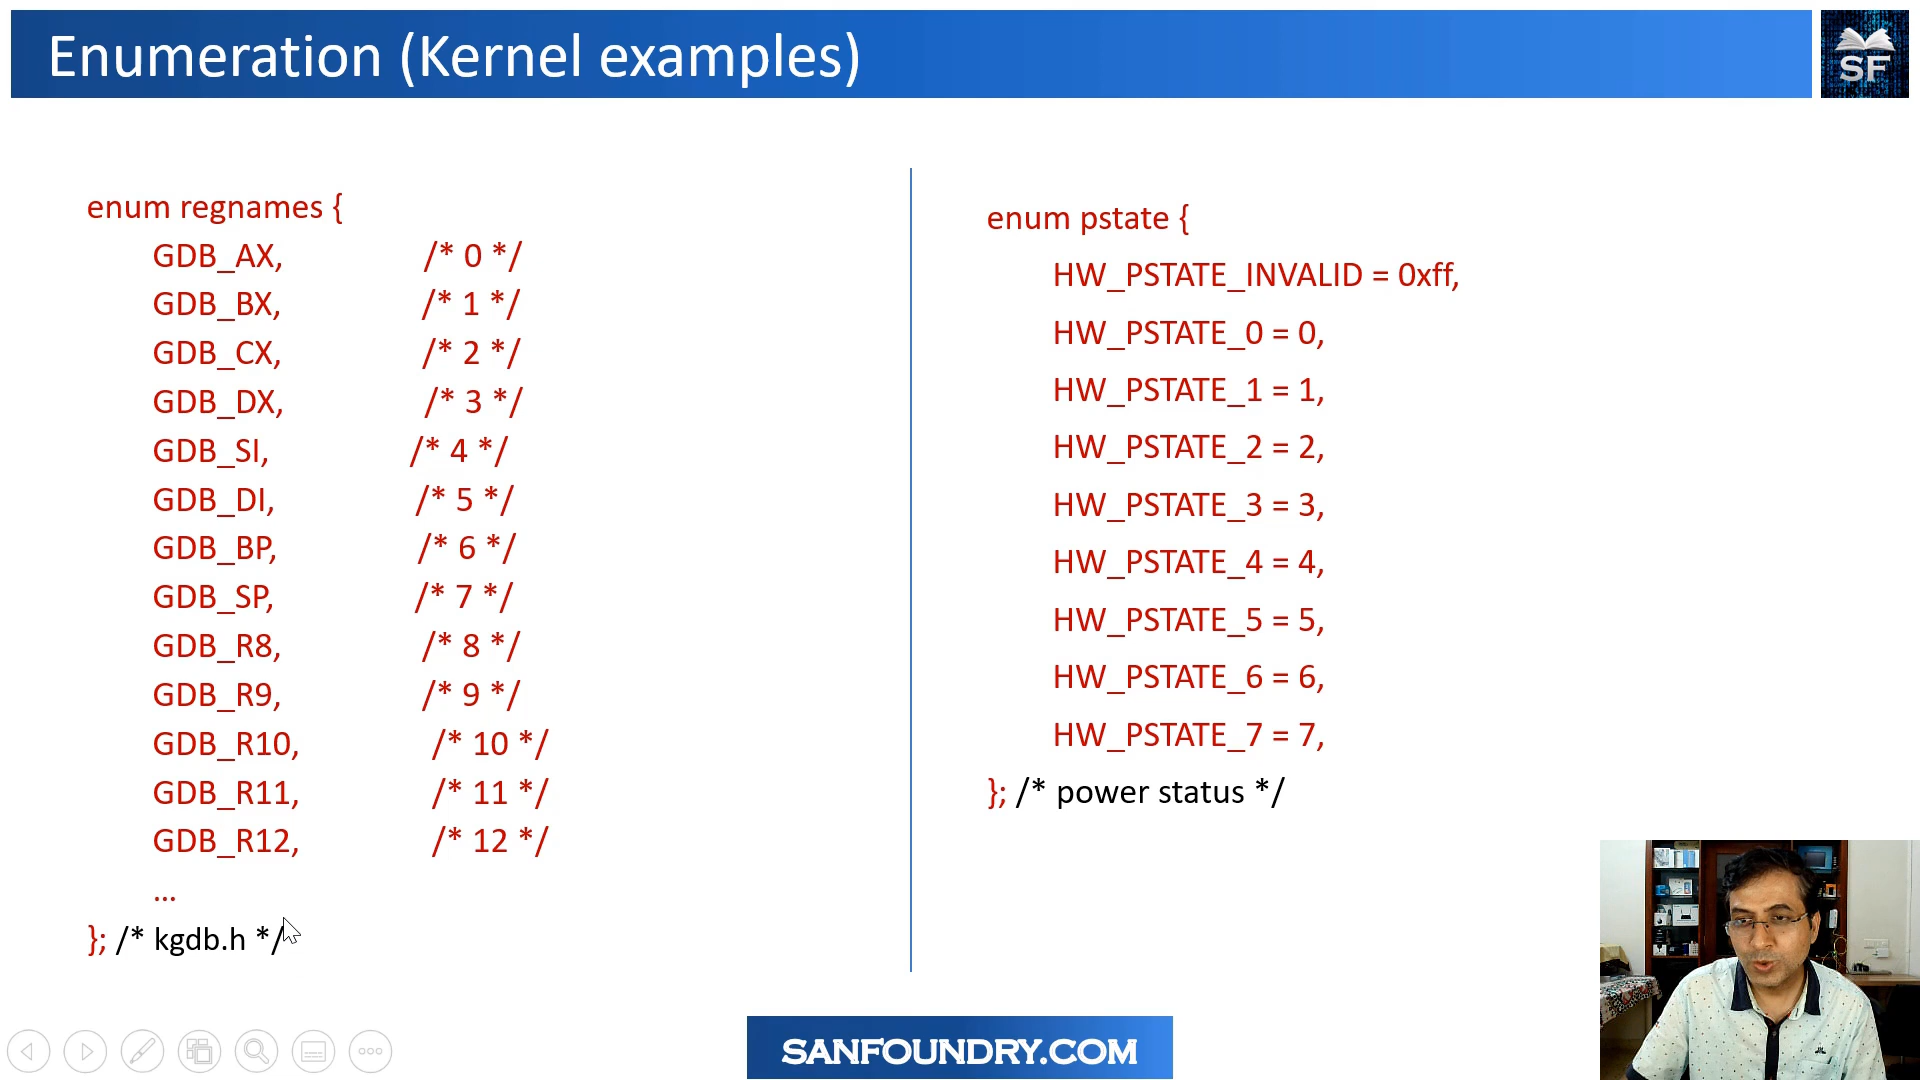 Enumeration (Kernel examples)
SF
enum regnames {
GDB_AX, /* 0 */
GDB_BX, /* 1 */
GDB_CX, /* 2 */
GDB_DX, /* 3 */
GDB_SI, /* 4 */
GDB_DI, /* 5 */
GDB_BP, /* 6 */
GDB_SP, /* 7 */
GDB_R8, /* 8 */
GDB_R9, /* 9 */
GDB_R10, /* 10 */
GDB_R11, /* 11 */
GDB_R12, /* 12 */
...
}; /* kgdb.h */
enum pstate {
HW_PSTATE_INVALID = 0xff,
HW_PSTATE_0 = 0,
HW_PSTATE_1 = 1,
HW_PSTATE_2 = 2,
HW_PSTATE_3 = 3,
HW_PSTATE_4 = 4,
HW_PSTATE_5 = 5,
HW_PSTATE_6 = 6,
HW_PSTATE_7 = 7,
}; /* power status */
SANFOUNDRY.COM